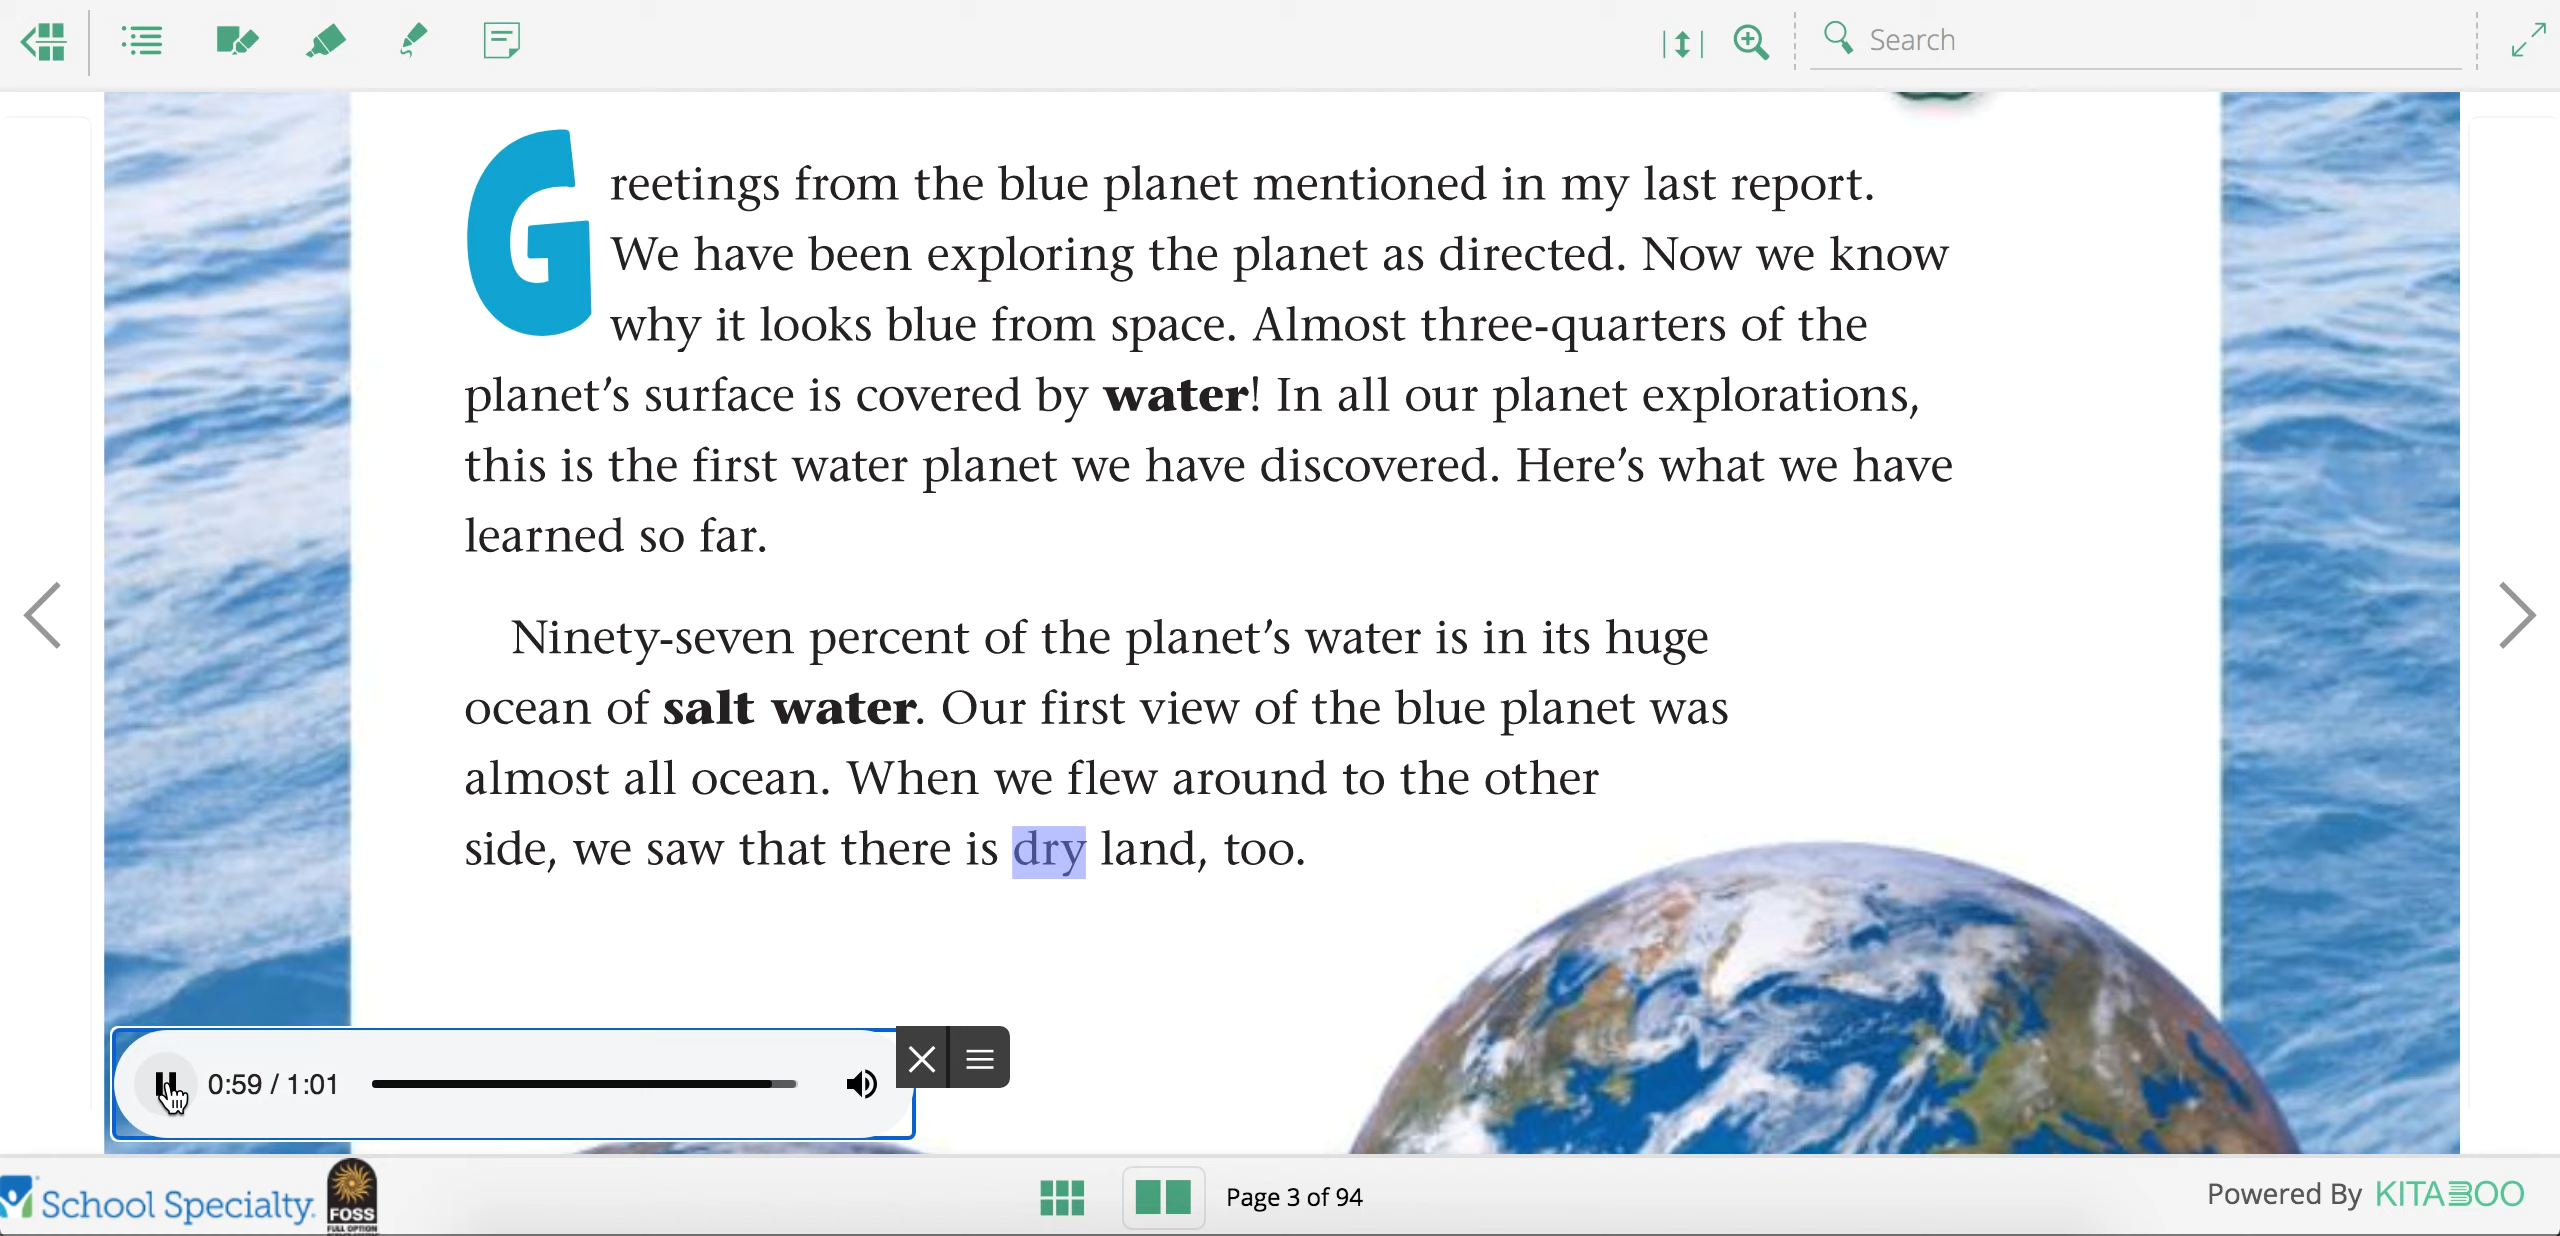 Search
Greetings from the blue planet mentioned in my last report.
We have been exploring the planet as directed. Now we know
why it looks blue from space. Almost three-quarters of the
planet’s surface is covered by water! In all our planet explorations,
this is the first water planet we have discovered. Here’s what we have
learned so far.
Ninety-seven percent of the planet’s water is in its huge
ocean of salt water. Our first view of the blue planet was
almost all ocean. When we flew around to the other
side, we saw that there is dry land, too.
0:59 / 1:01
School Specialty.
FOSS
FULL OPTION
Page 3 of 94
Powered By KITABOO